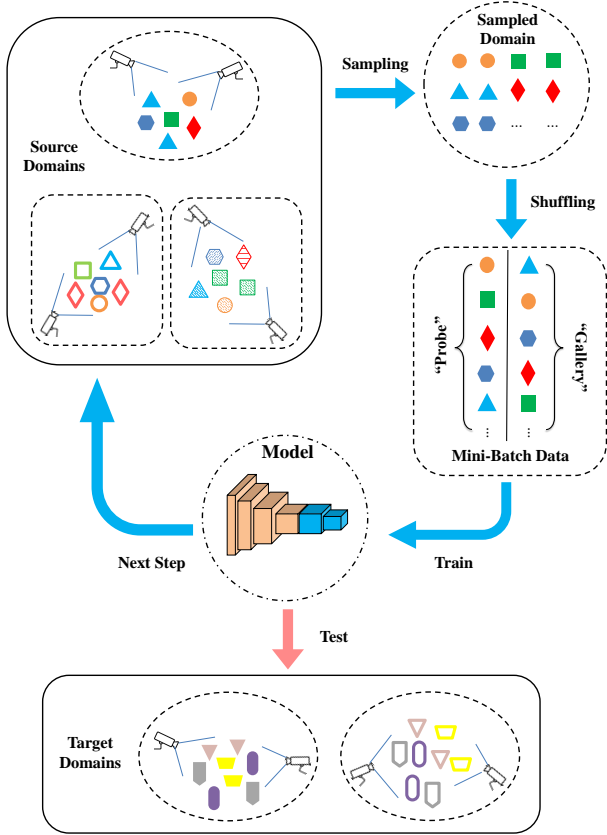 Sampled
Domain
Sampling
Source
Domains
Shuffling
“Probe”
“Gallery”
Mini-Batch Data
Model
Next Step
Train
Test
Target
Domains